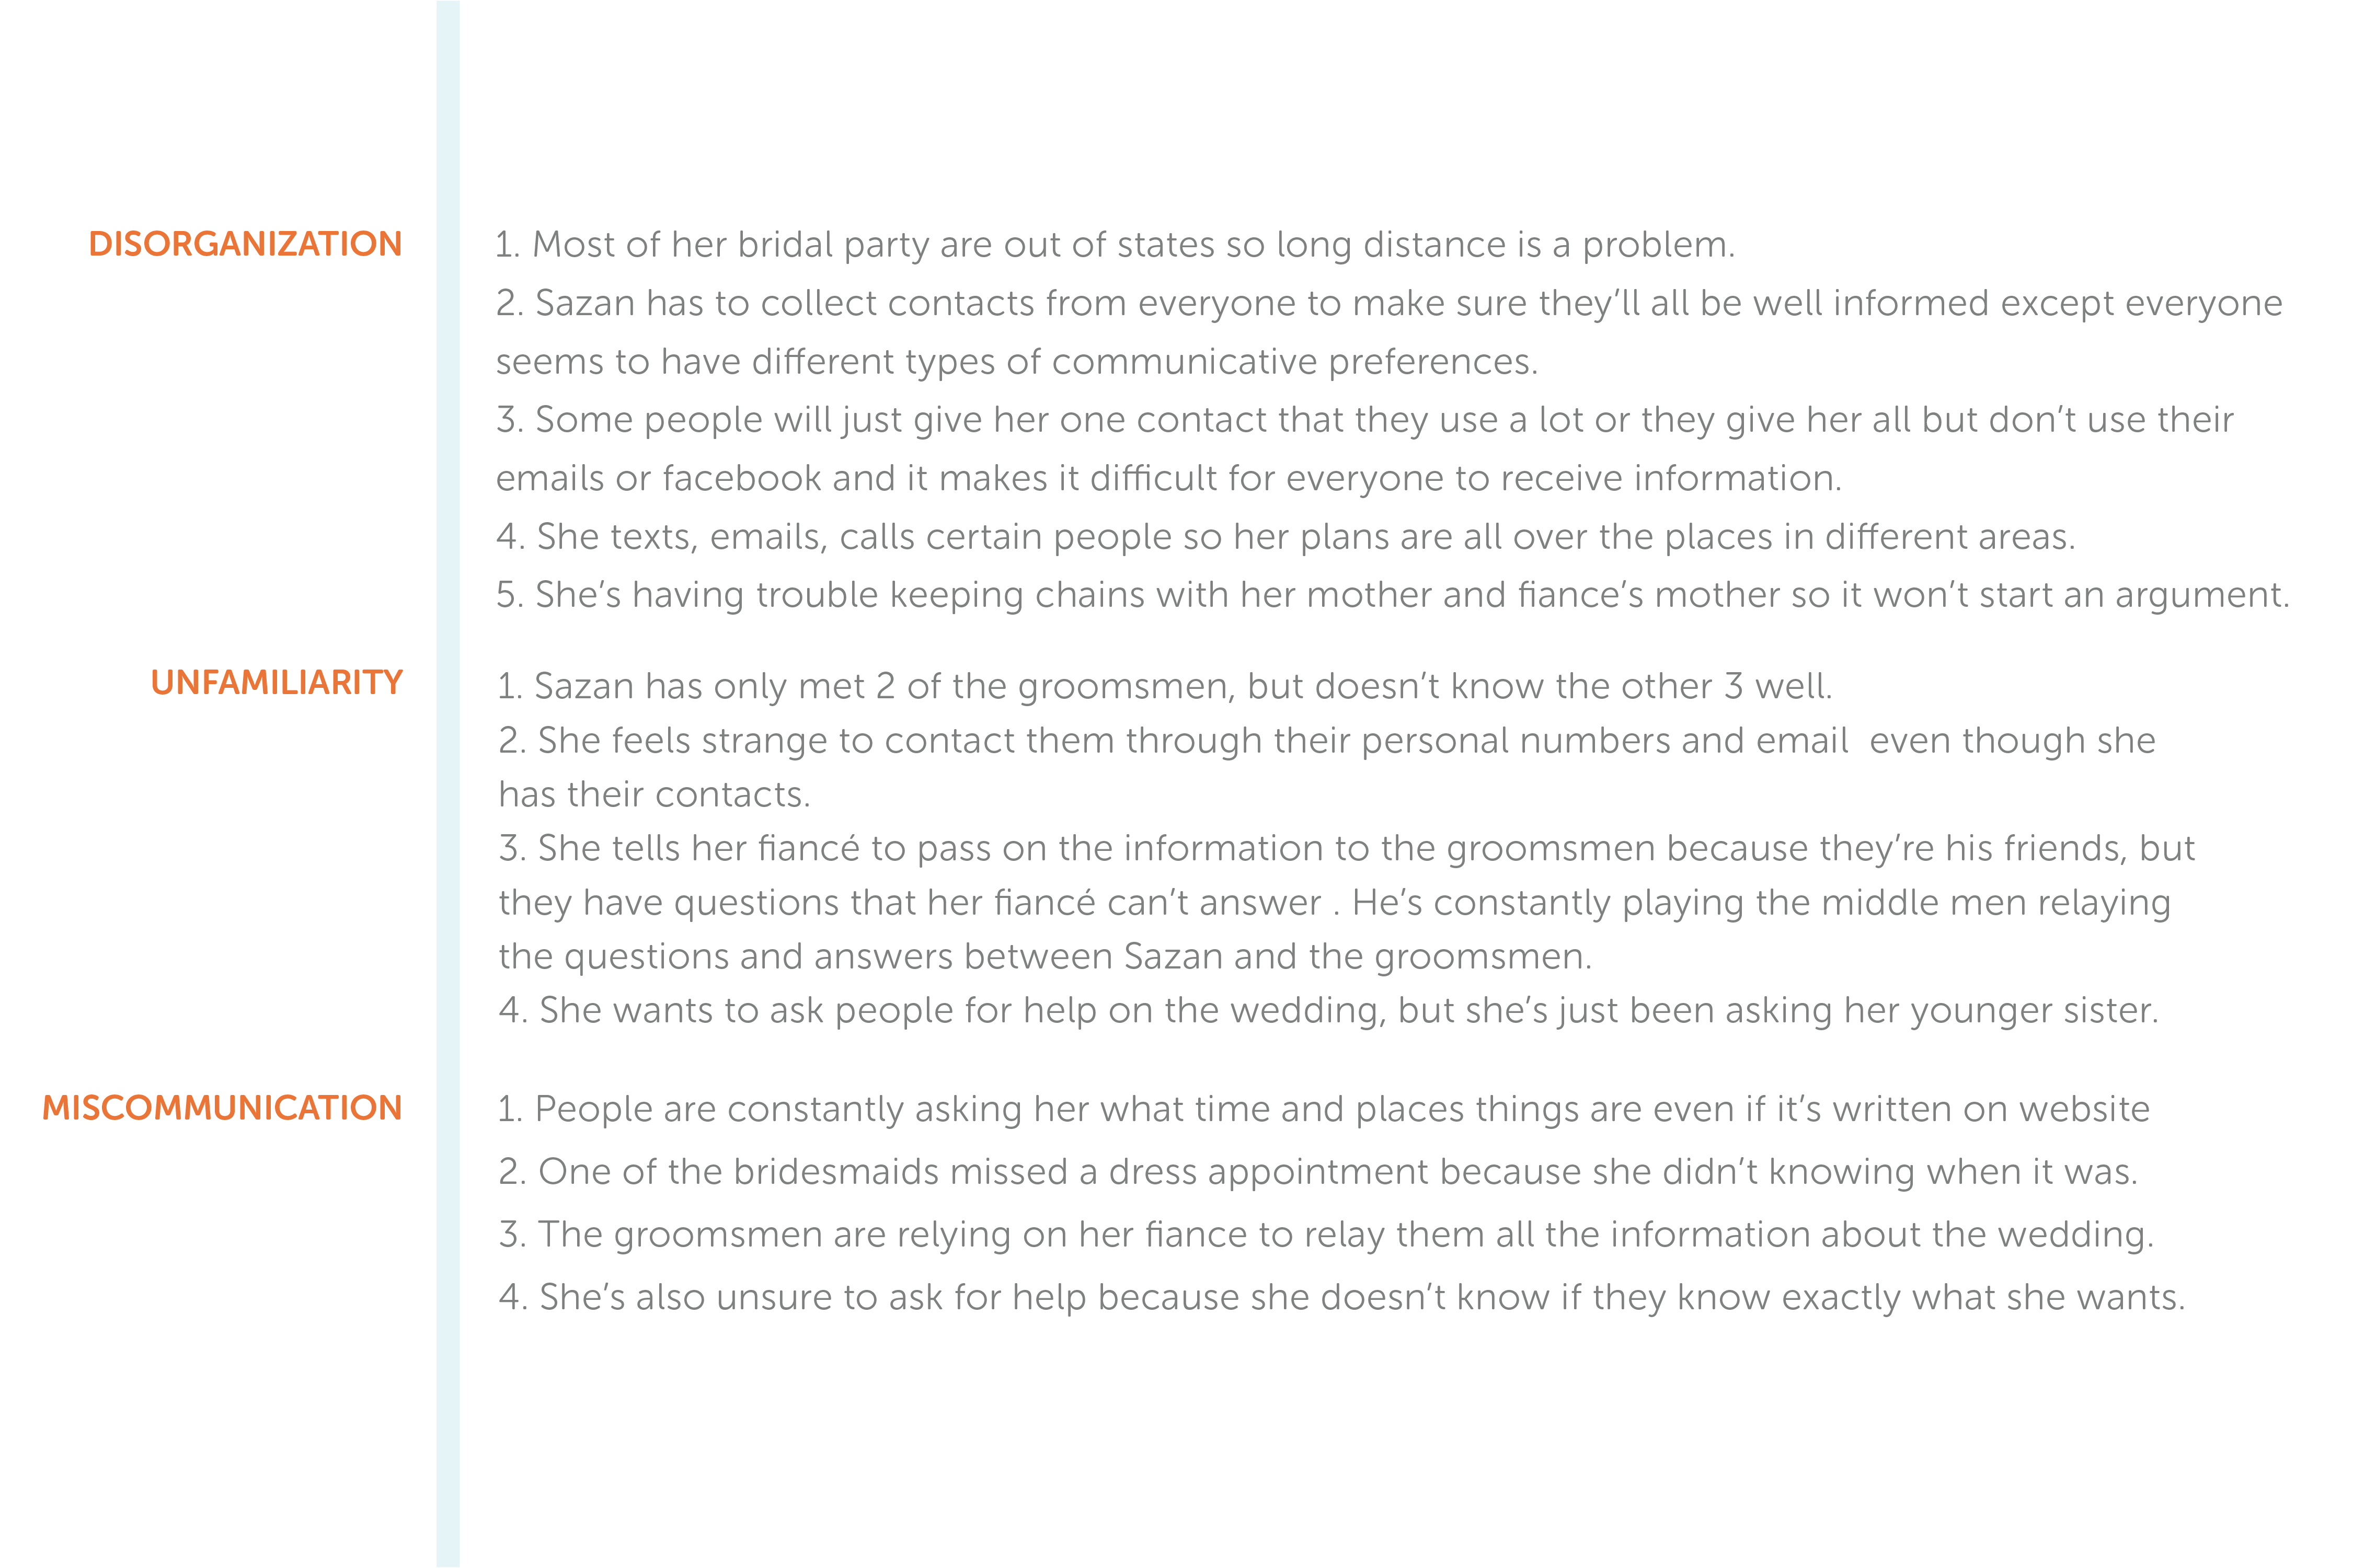 DISORGANIZATION
1. Most of her bridal party are out of states so long distance is a problem.
2. Sazan has to collect contacts from everyone to make sure they’ll all be well informed except everyone
seems to have different types of communicative preferences.
3. Some people will just give her one contact that they use a lot or they give her all but don’t use their
emails or facebook and it makes it difficult for everyone to receive information.
4. She texts, emails, calls certain people so her plans are all over the places in different areas.
5. She’s having trouble keeping chains with her mother and fiance’s mother so it won’t start an argument.
UNFAMILIARITY
1. Sazan has only met 2 of the groomsmen, but doesn’t know the other 3 well.
2. She feels strange to contact them through their personal numbers and email  even though she
has their contacts.
3. She tells her fiancé to pass on the information to the groomsmen because they’re his friends, but
they have questions that her fiancé can’t answer . He’s constantly playing the middle men relaying
the questions and answers between Sazan and the groomsmen.
4. She wants to ask people for help on the wedding, but she’s just been asking her younger sister.
MISCOMMUNICATION
1. People are constantly asking her what time and places things are even if it’s written on website
2. One of the bridesmaids missed a dress appointment because she didn’t knowing when it was.
3. The groomsmen are relying on her fiance to relay them all the information about the wedding.
4. She’s also unsure to ask for help because she doesn’t know if they know exactly what she wants.